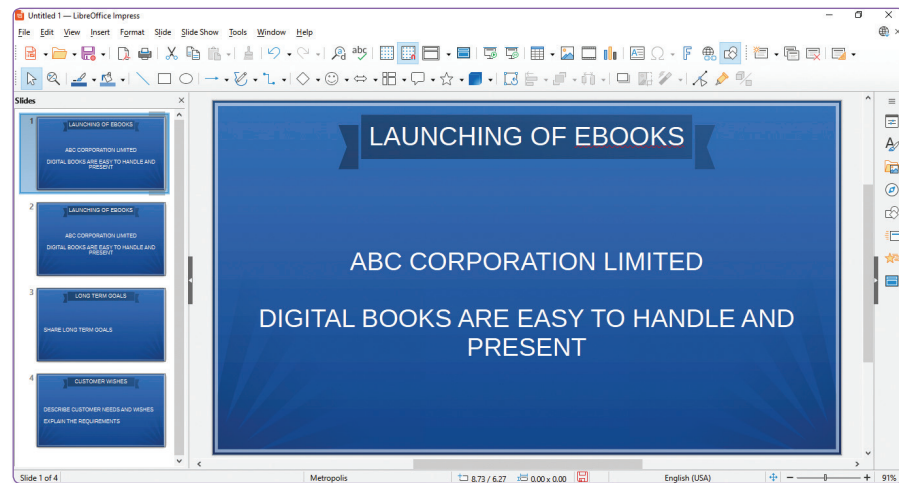 Untitled 1 — LibreOffice Impress
File Edit View Insert Format Slide Slide Show Tools Window Help
Slides
1
LAUNCHING OF EBOOKS
ABC CORPORATION LIMITED
DIGITAL BOOKS ARE EASY TO HANDLE AND
PRESENT
2
LAUNCHING OF EBOOKS
ABC CORPORATION LIMITED
DIGITAL BOOKS ARE EASY TO HANDLE AND
PRESENT
3
LONG TERM GOALS
SHARE LONG TERM GOALS
4
CUSTOMER WISHES
DESCRIBE CUSTOMER NEEDS AND WISHES
EXPLAIN THE REQUIREMENTS
LAUNCHING OF EBOOKS
ABC CORPORATION LIMITED
DIGITAL BOOKS ARE EASY TO HANDLE AND
PRESENT
Slide 1 of 4 Metropolis 8.73 / 6.27 0.00 x 0.00 English (USA) 91%